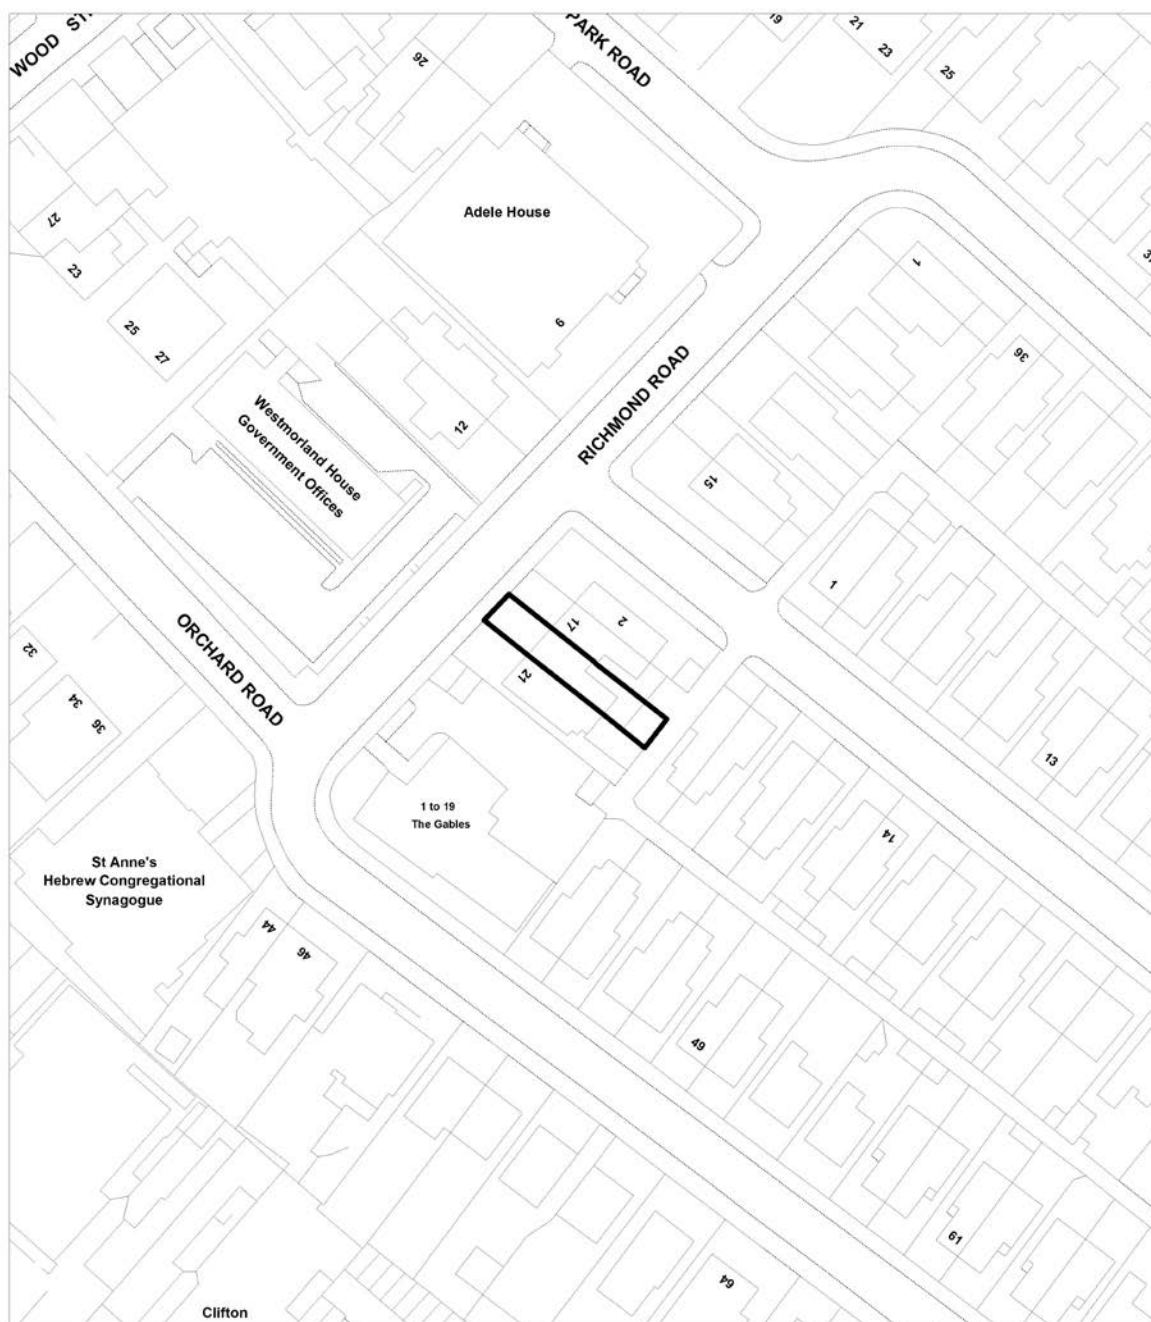 WOOD ST
PARK ROAD
19
21
23
25
26
Adele House
27
23
25
27
9
1
36
RICHMOND ROAD
12
Westmorland House
Government Offices
15
1
ORCHARD ROAD
32
34
36
17
2
21
13
1 to 19
The Gables
14
St Anne's
Hebrew Congregational
Synagogue
44
46
49
61
64
Clifton